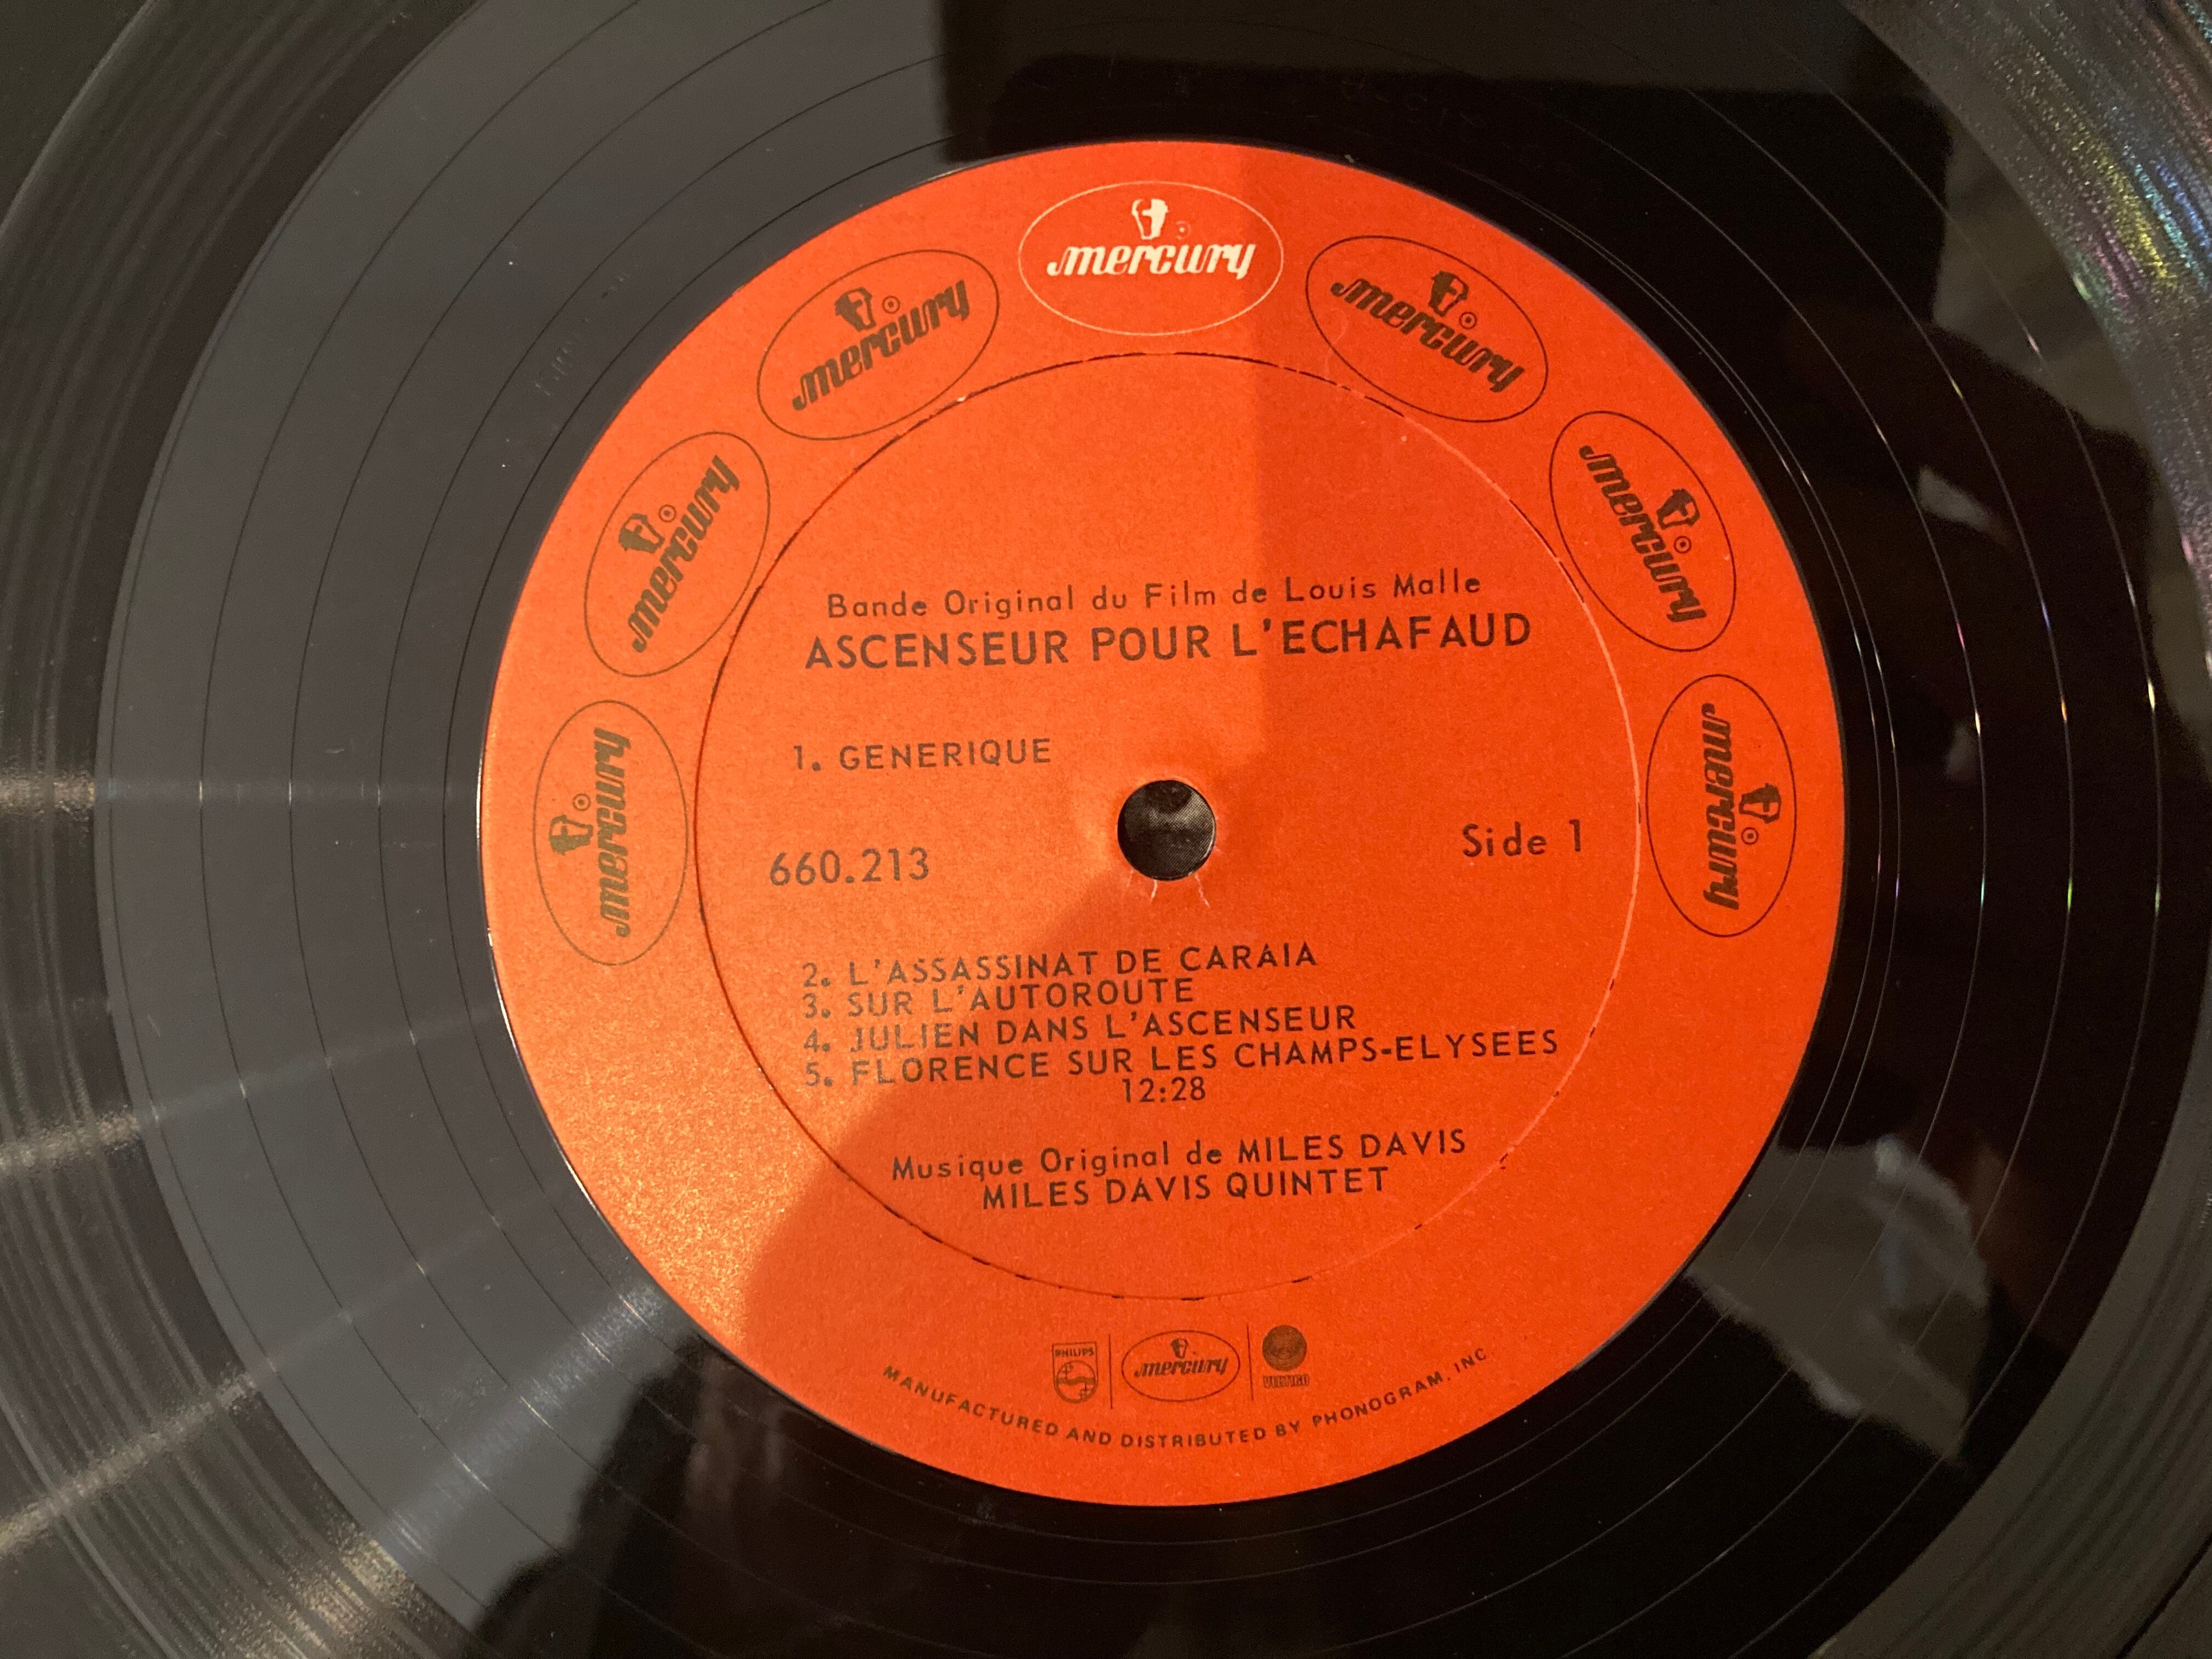 mercury
mercury
mercury
mercury
mercury
mercury
mercury
Bande Original du Film de Louis Malle
ASCENSEUR POUR L'ECHAFAUD
1. GENERIQUE
660.213
Side 1
2. L'ASSASSINAT DE CARÁIA
3. SUR L'AUTOROUTE
4. JULIEN DANS L'ASCENSEUR
5. FLORENCE SUR LES CHAMPS-ELYSEES
12:28
Musique Original de MILES DAVIS
MILES DAVIS QUINTET
PHILIPS
mercury
VERTIGO
MANUFACTURED AND DISTRIBUTED BY PHONOGRAM, INC